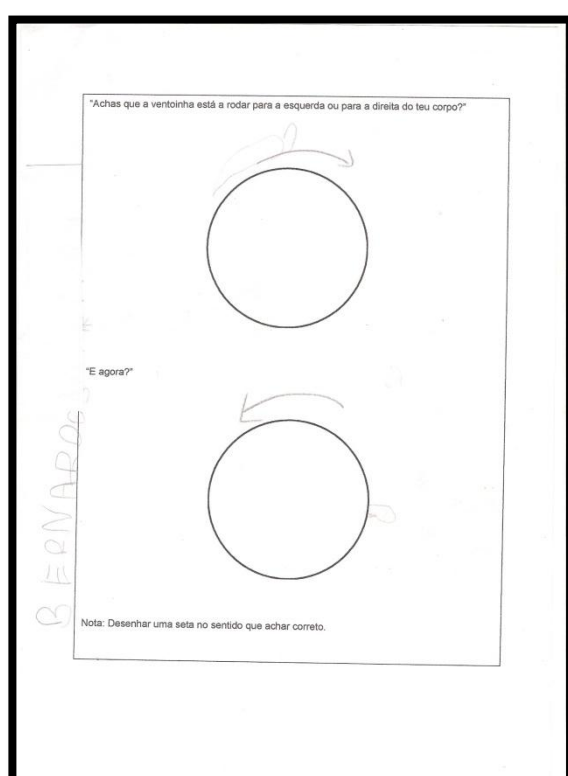 "Achas que a ventoinha está a rodar para a esquerda ou para a direita do teu corpo?"
"E agora?"
BERNARDO
Nota: Desenhar uma seta no sentido que achar correto.